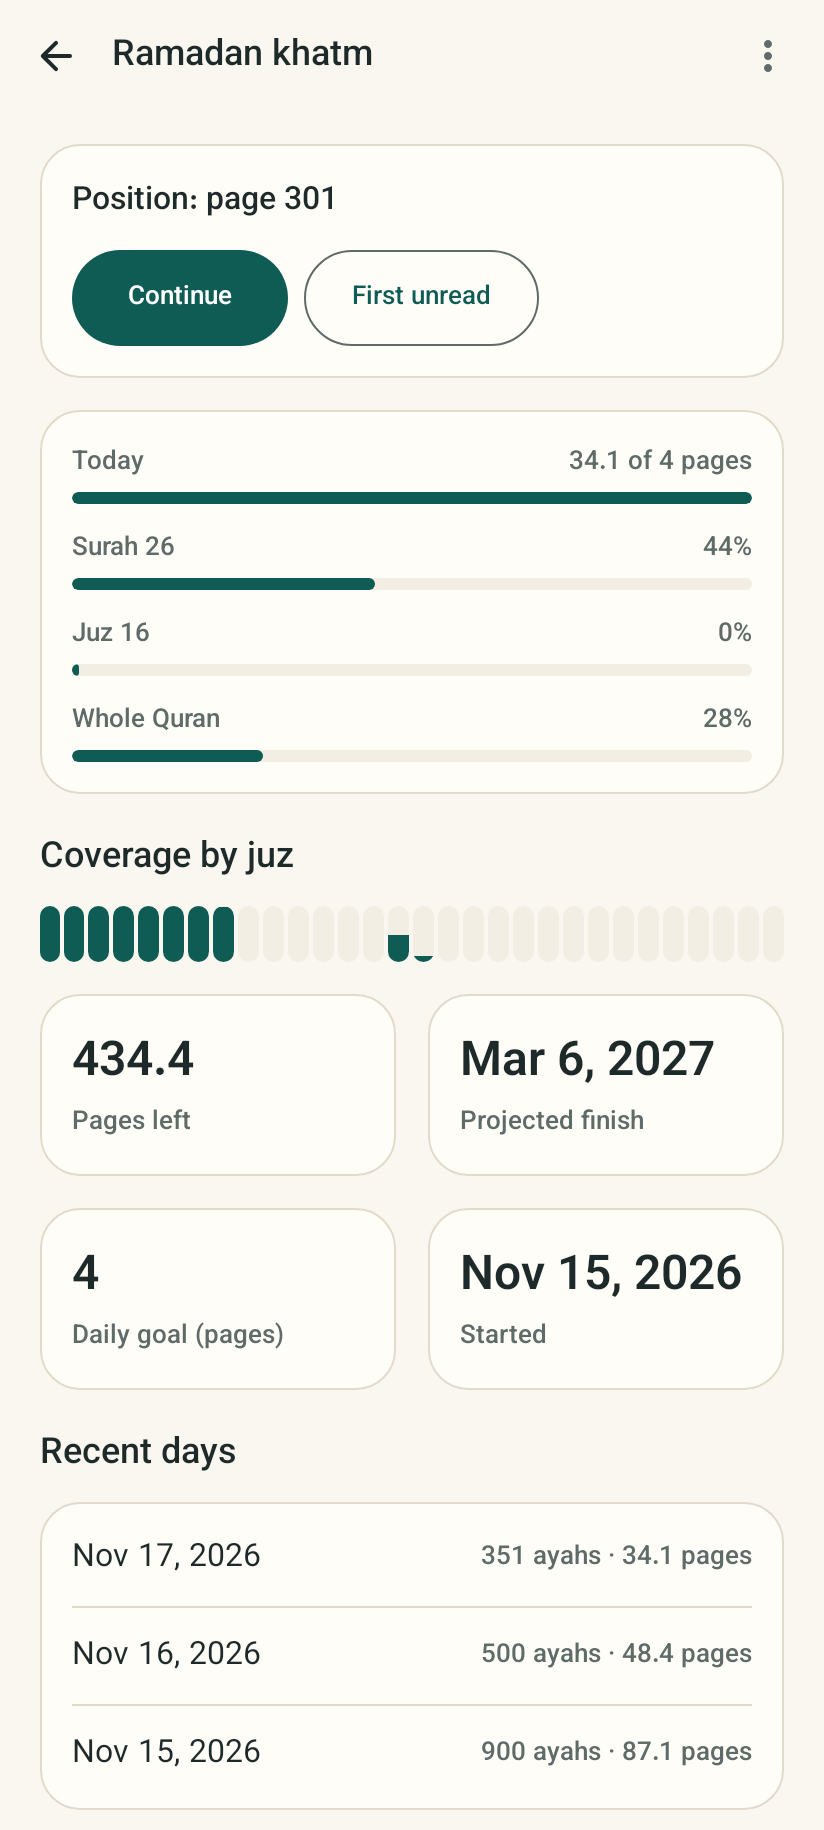 Ramadan khatm
Position: page 301
Continue
First unread
Today 34.1 of 4 pages
Surah 26 44%
Juz 16 0%
Whole Quran 28%
Coverage by juz
434.4
Pages left
Mar 6, 2027
Projected finish
4
Daily goal (pages)
Nov 15, 2026
Started
Recent days
Nov 17, 2026 351 ayahs · 34.1 pages
Nov 16, 2026 500 ayahs · 48.4 pages
Nov 15, 2026 900 ayahs · 87.1 pages